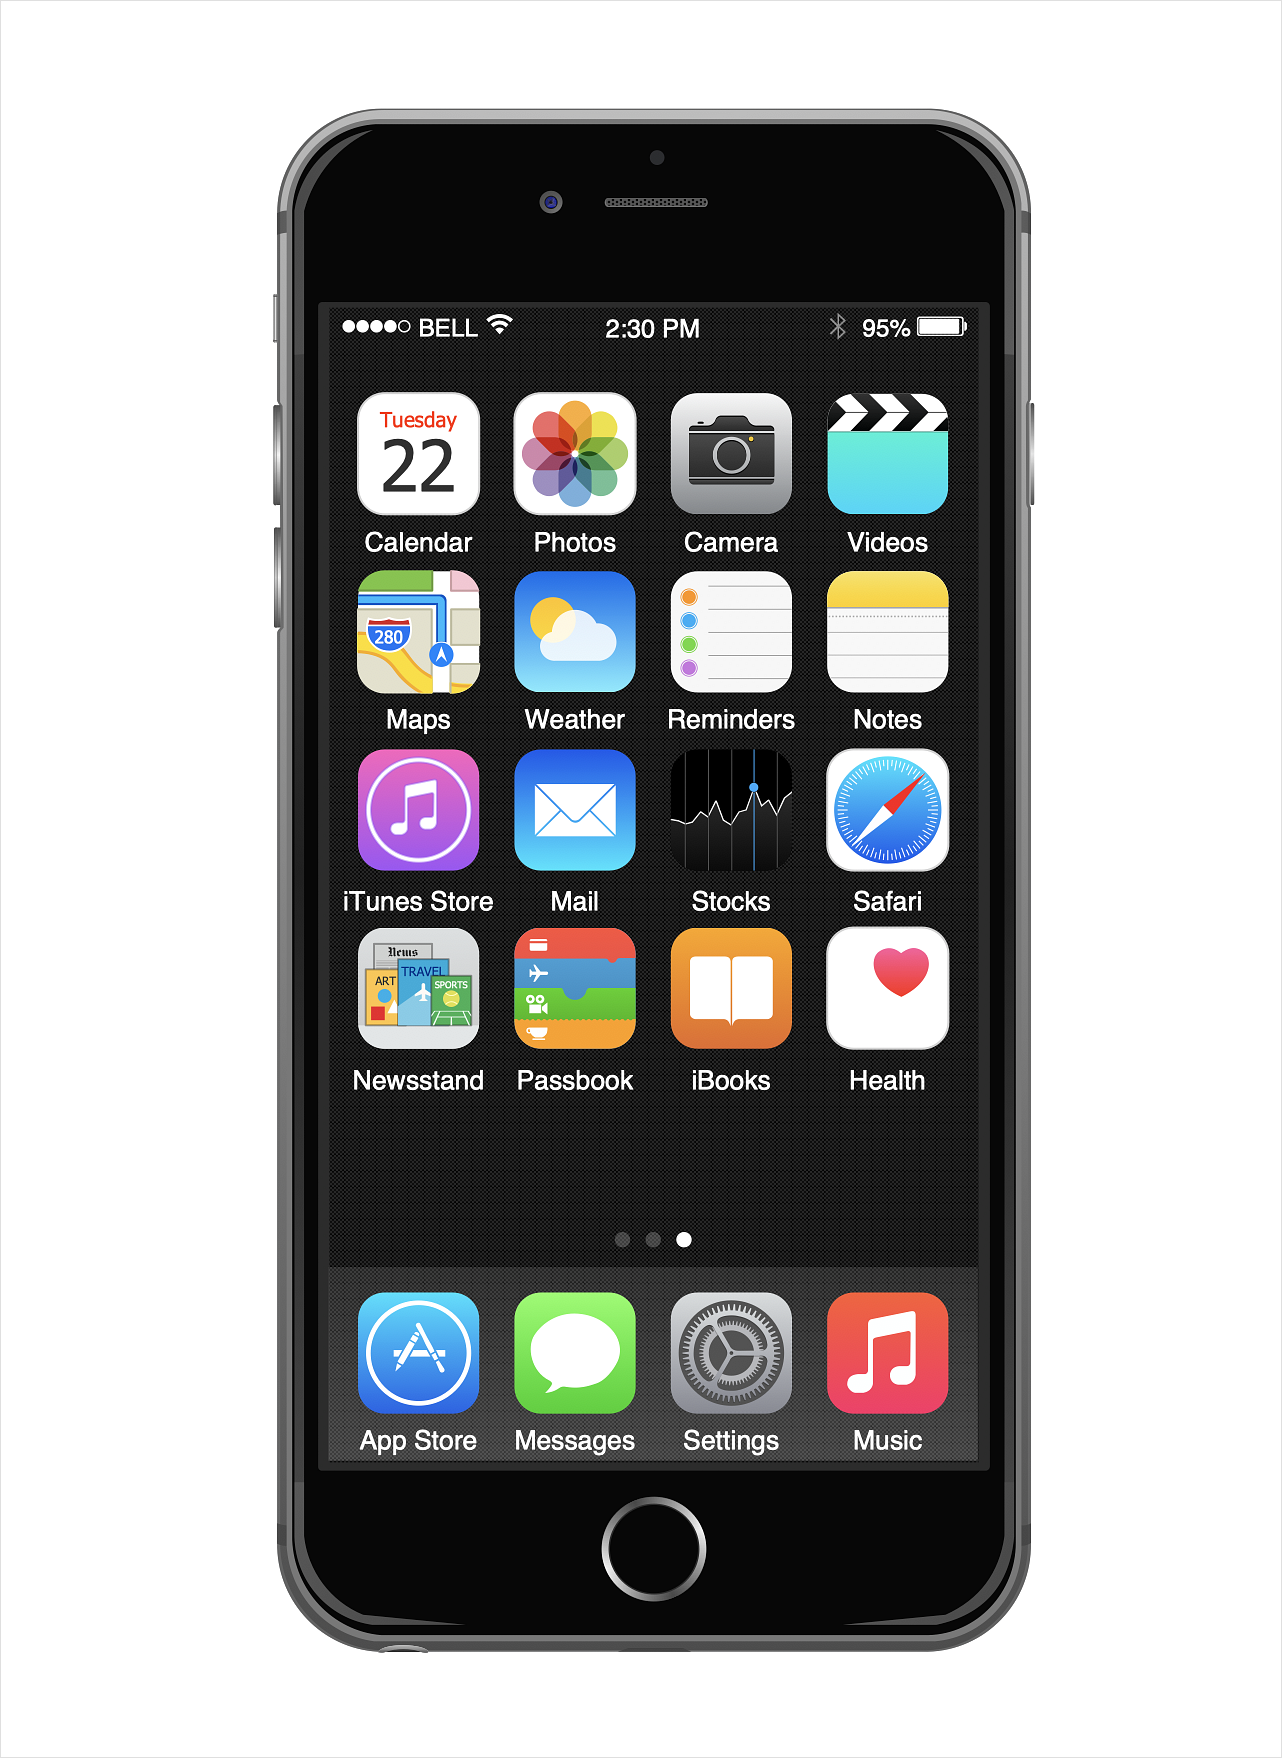 BELL 2:30 PM 95%
Tuesday
22
Calendar Photos Camera Videos
280
Maps Weather Reminders Notes
iTunes Store Mail Stocks Safari
News
TRAVEL
ART
SPORTS
Newsstand Passbook iBooks Health
App Store Messages Settings Music